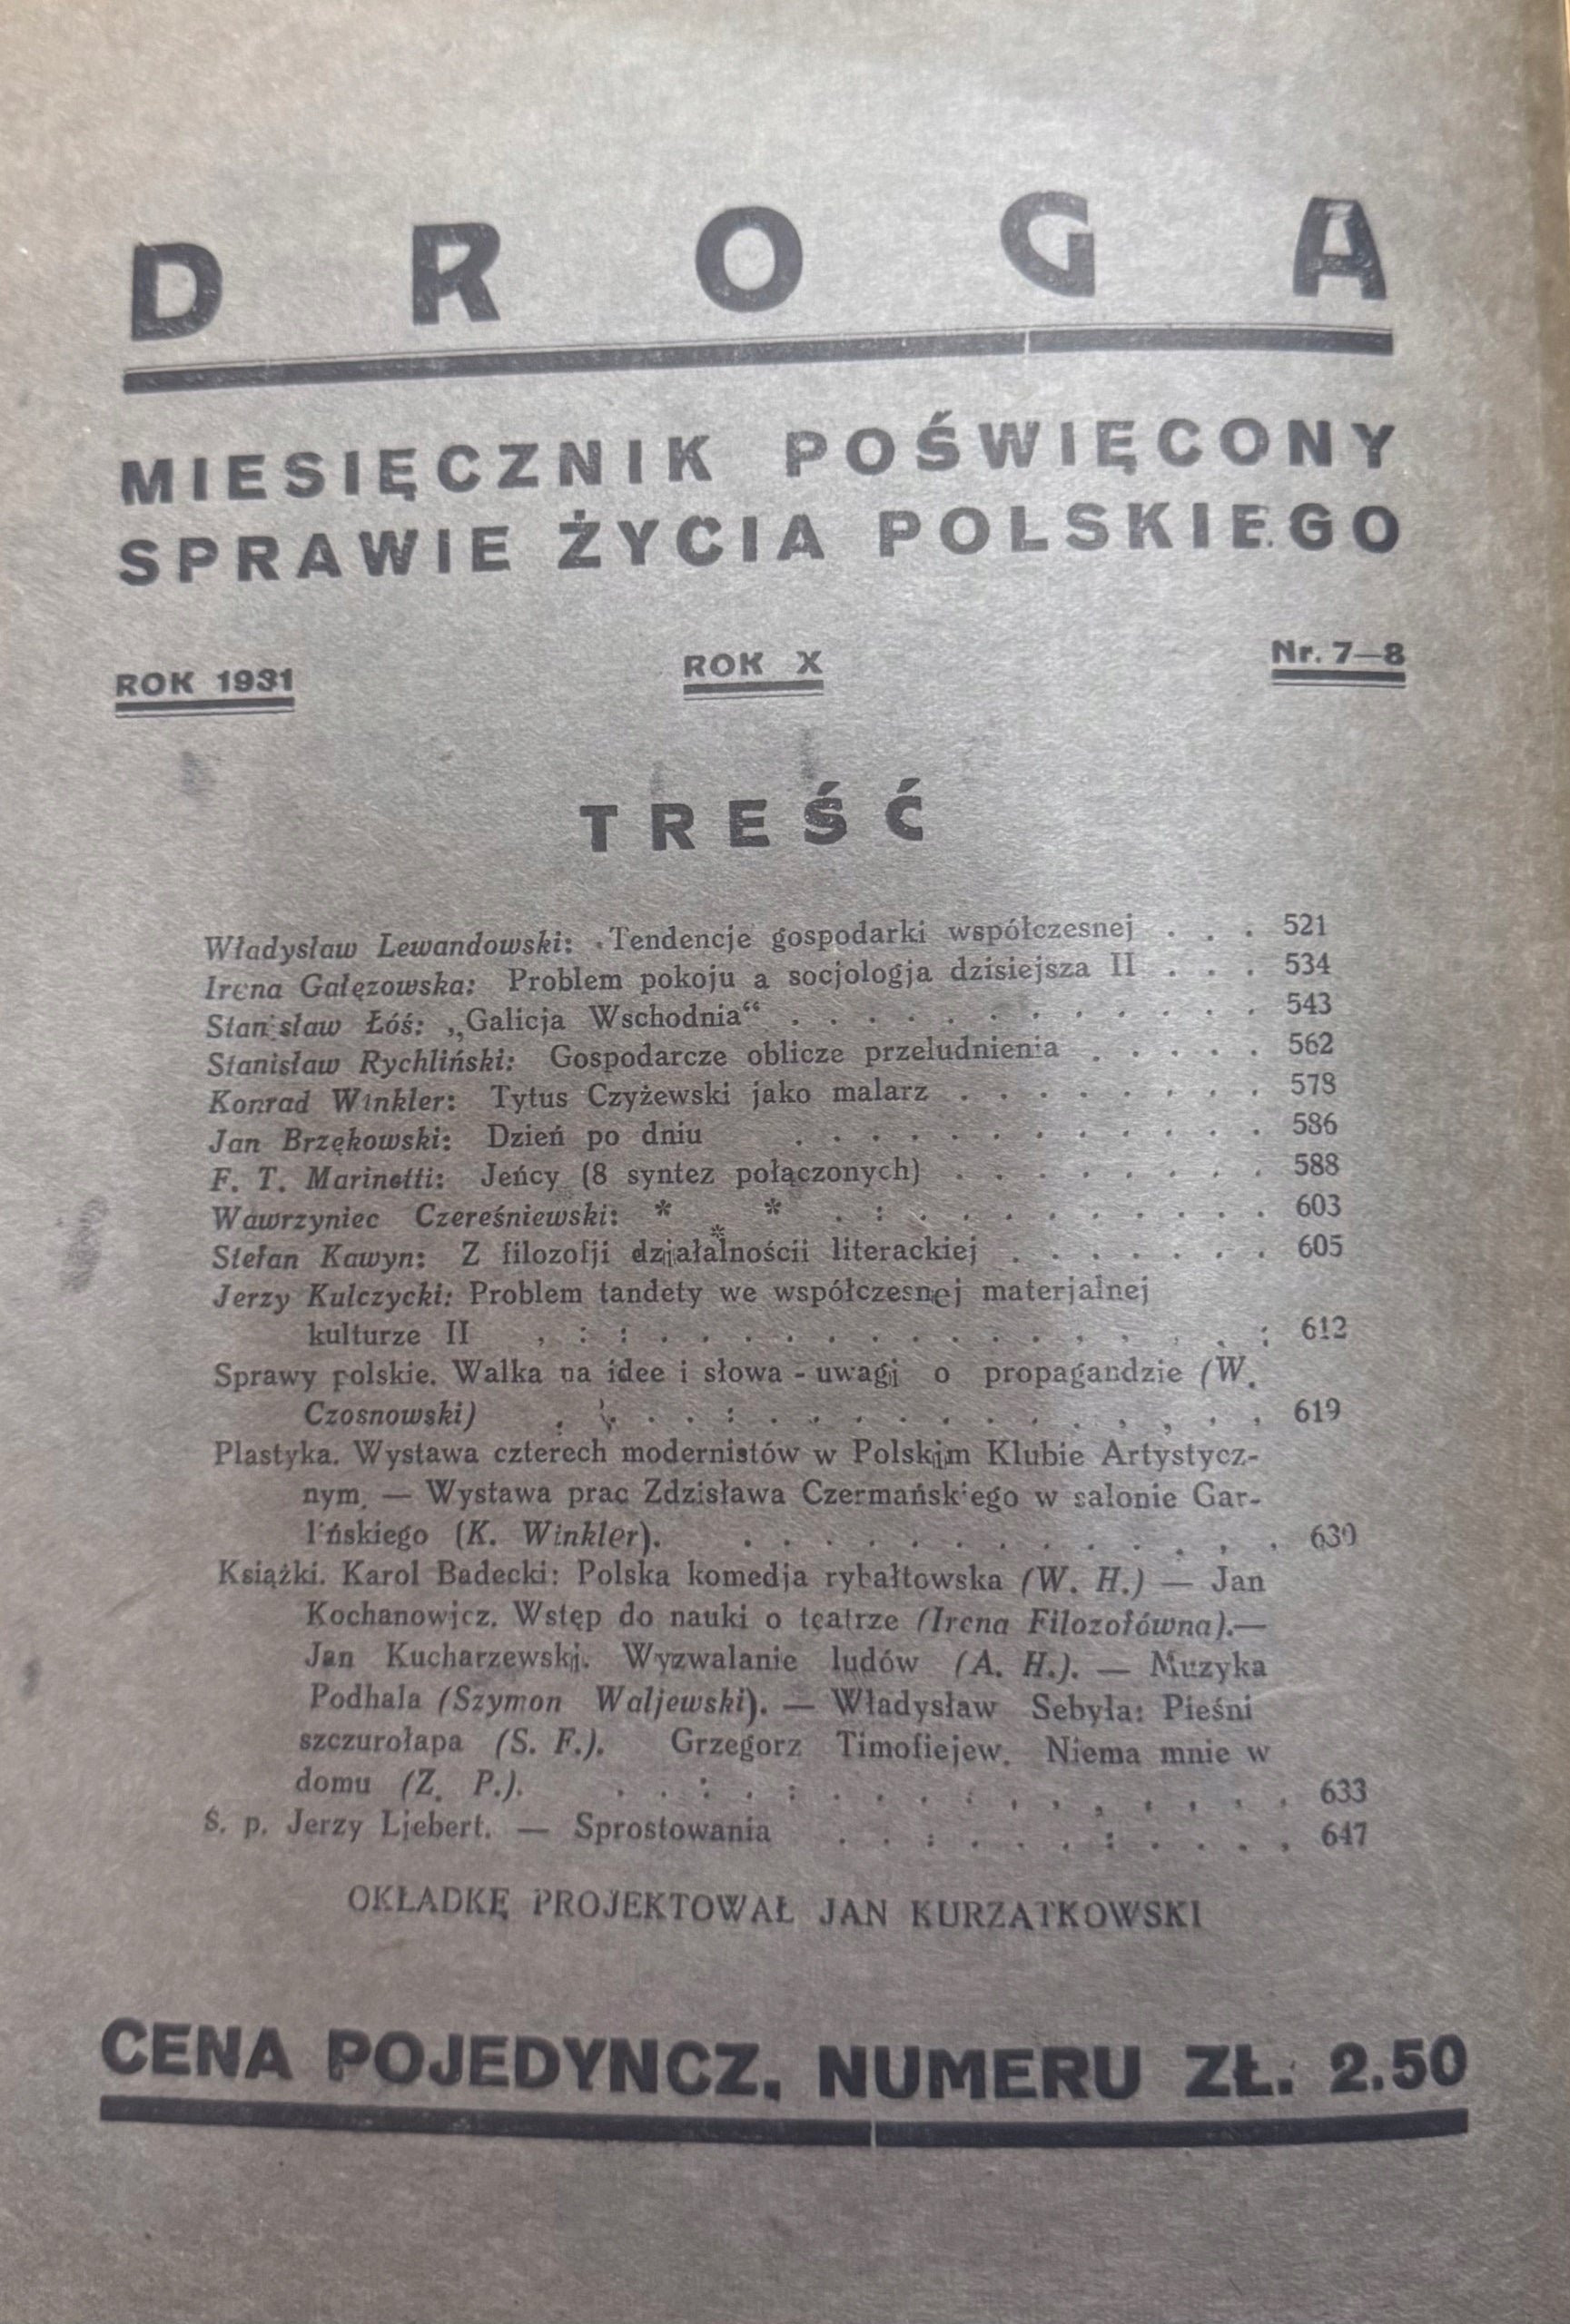 DROGA
MIESIĘCZNIK POŚWIĘCONY
SPRAWIE ŻYCIA POLSKIEGO
ROK 1931 ROK X Nr. 7—8
TREŚĆ
Władysław Lewandowski: Tendencje gospodarki współczesnej . . . 521
Irena Gałęzowska: Problem pokoju a socjologja dzisiejsza II . . . 534
Stanisław Łóś: „Galicja Wschodnia“ . . . . . . . . . . . . 543
Stanisław Rychliński: Gospodarcze oblicze przeludnienia . . . . . 562
Konrad Winkler: Tytus Czyżewski jako malarz . . . . . . . . 578
Jan Brzękowski: Dzień po dniu . . . . . . . . . . . . 586
F. T. Marinetti: Jeńcy (8 syntez połączonych) . . . . . . . . 588
Wawrzyniec Czereśniewski: * * * . : . . . . . . . . . 603
Stefan Kawyn: Z filozofji działalnościi literackiej . . . . . . . 605
Jerzy Kulczycki: Problem tandety we współczesnej materjalnej
kulturze II . : : . . . . . . . . . . . . . . : 612
Sprawy polskie. Walka na idee i słowa - uwagi o propagandzie (W.
Czosnowski) . . . . : . . . . . . . . . . . . 619
Plastyka. Wystawa czterech modernistów w Polskim Klubie Artystycz-
nym. — Wystawa prac Zdzisława Czermańskiego w salonie Gar-
lińskiego (K. Winkler). . . . . . . . . . . . . . 630
Książki. Karol Badecki: Polska komedja rybałtowska (W. H.) — Jan
Kochanowicz. Wstęp do nauki o teatrze (Irena Filozofówna).—
Jan Kucharzewski. Wyzwalanie ludów (A. H.). — Muzyka
Podhala (Szymon Waljewski). — Władysław Sebyła: Pieśni
szczurołapa (S. F.). Grzegorz Timofiejew. Niema mnie w
domu (Z. P.). . . : . : . . . . . . . . . . . . 633
Ś. p. Jerzy Liebert. — Sprostowania . . : . . . : . . . . 647
OKŁADKĘ PROJEKTOWAŁ JAN KURZATKOWSKI
CENA POJEDYNCZ. NUMERU ZŁ. 2.50